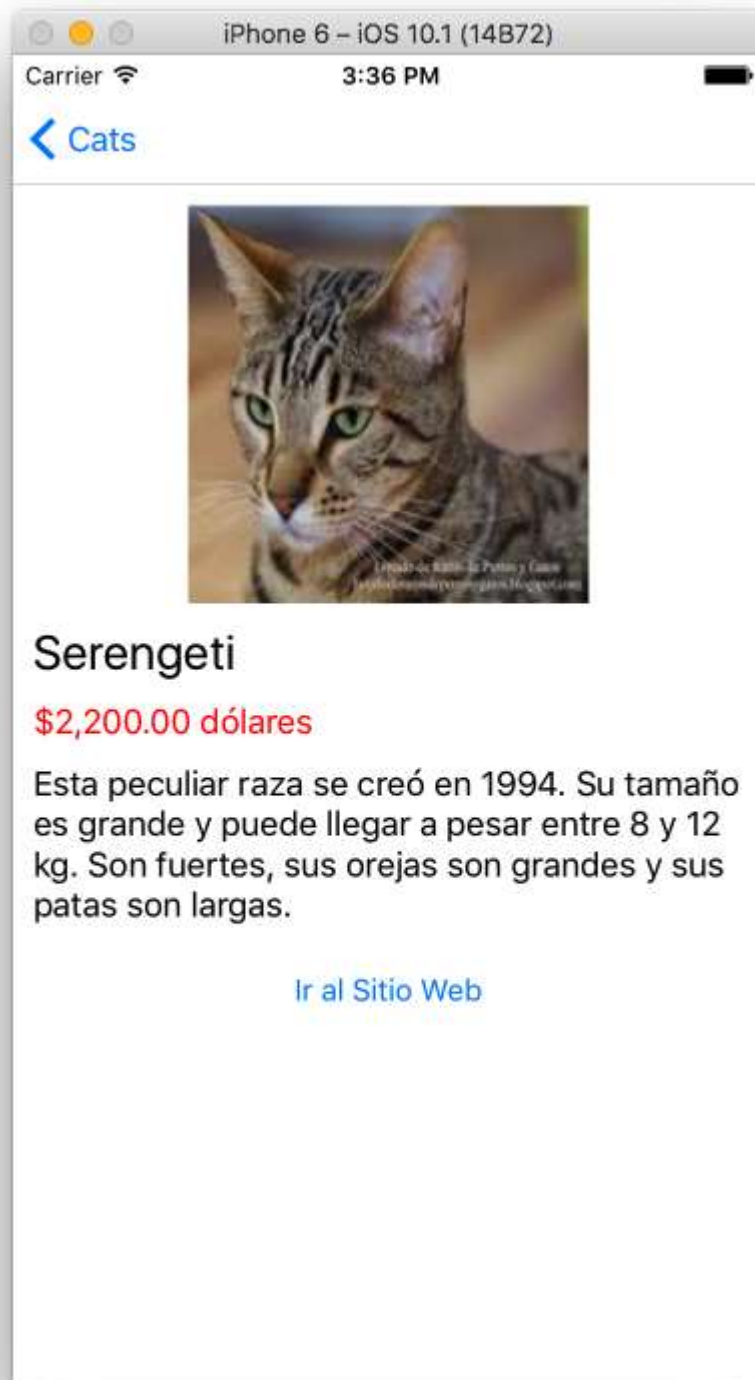 iPhone 6 – iOS 10.1 (14B72)
Carrier
3:36 PM
Cats
Serengeti
$2,200.00 dólares
Esta peculiar raza se creó en 1994. Su tamaño
es grande y puede llegar a pesar entre 8 y 12
kg. Son fuertes, sus orejas son grandes y sus
patas son largas.
Ir al Sitio Web